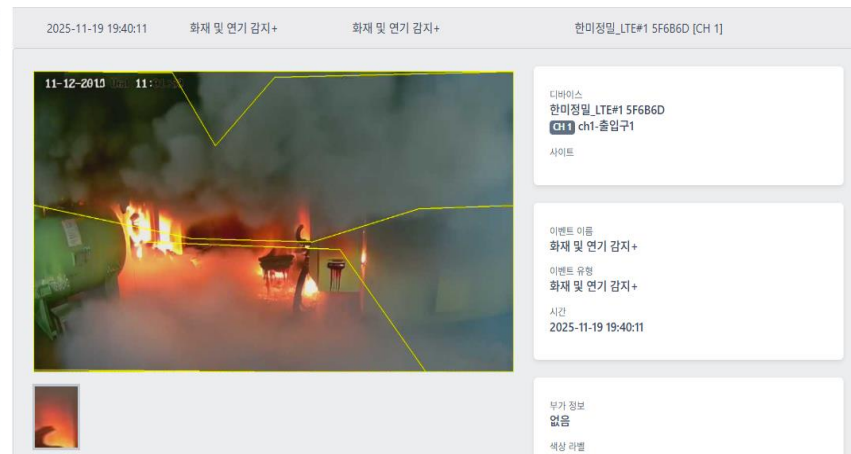 2025-11-19 19:40:11 화재 및 연기 감지+ 화재 및 연기 감지+ 한미정밀_LTE#1 5F6B6D [CH 1]
11-12-2013 11:
디바이스
한미정밀_LTE#1 5F6B6D
CH 1 ch1-출입구1
사이트
이벤트 이름
화재 및 연기 감지+
이벤트 유형
화재 및 연기 감지+
시간
2025-11-19 19:40:11
부가 정보
없음
색상 라벨